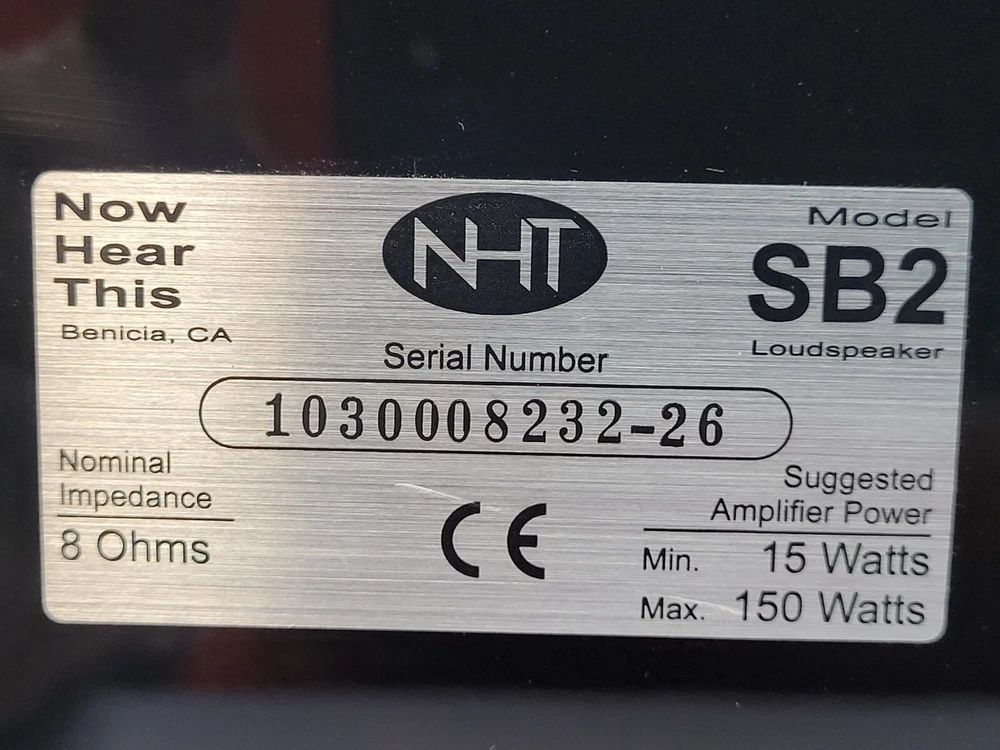 Now
Hear
This
Benicia, CA
NHT
Model
SB2
Loudspeaker
Serial Number
1030008232-26
Nominal
Impedance
8 Ohms
CE
Suggested
Amplifier Power
Min. 15 Watts
Max. 150 Watts